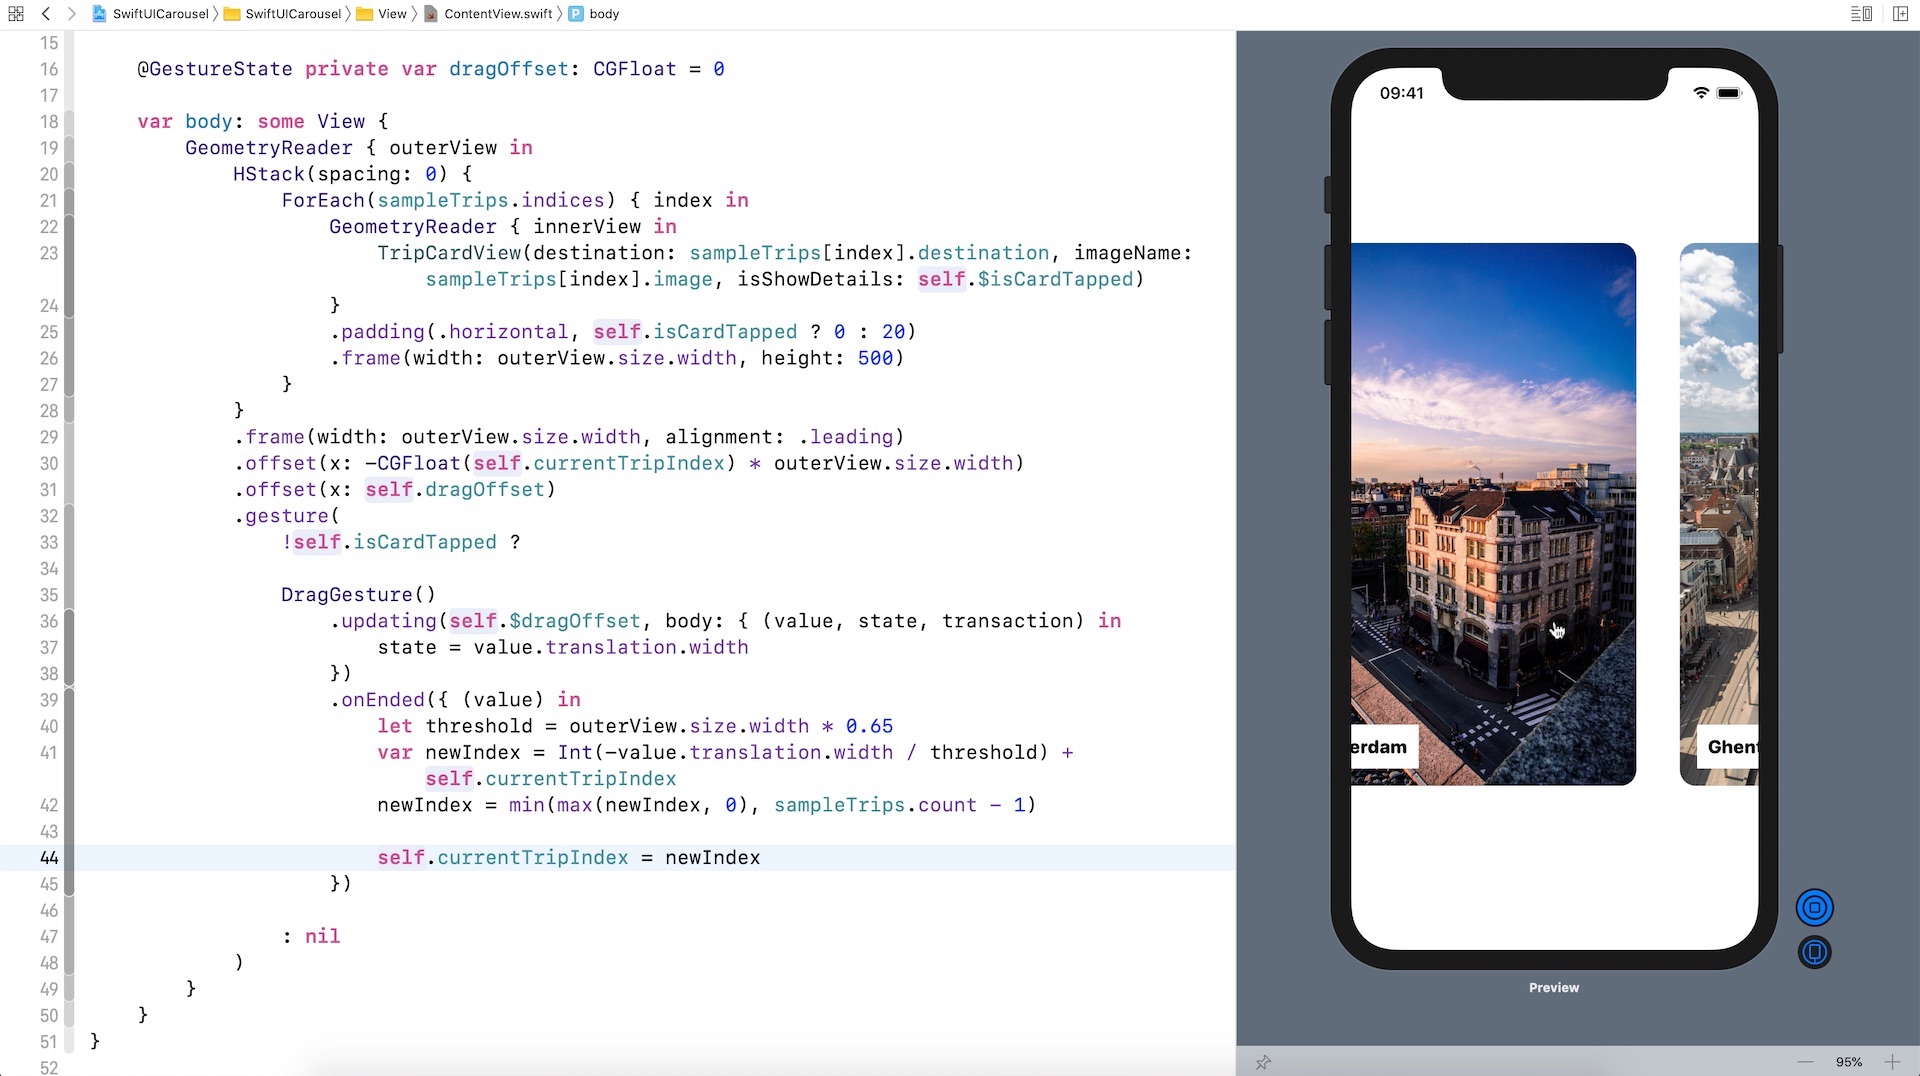 SwiftUICarousel SwiftUICarousel View ContentView.swift P body
15
16 @GestureState private var dragOffset: CGFloat = 0
17
18 var body: some View {
19 GeometryReader { outerView in
20 HStack(spacing: 0) {
21 ForEach(sampleTrips.indices) { index in
22 GeometryReader { innerView in
23 TripCardView(destination: sampleTrips[index].destination, imageName:
sampleTrips[index].image, isShowDetails: self.$isCardTapped)
24 }
25 .padding(.horizontal, self.isCardTapped ? 0 : 20)
26 .frame(width: outerView.size.width, height: 500)
27 }
28 }
29 .frame(width: outerView.size.width, alignment: .leading)
30 .offset(x: -CGFloat(self.currentTripIndex) * outerView.size.width)
31 .offset(x: self.dragOffset)
32 .gesture(
33 !self.isCardTapped ?
34
35 DragGesture()
36 .updating(self.$dragOffset, body: { (value, state, transaction) in
37 state = value.translation.width
38 })
39 .onEnded({ (value) in
40 let threshold = outerView.size.width * 0.65
41 var newIndex = Int(-value.translation.width / threshold) +
self.currentTripIndex
42 newIndex = min(max(newIndex, 0), sampleTrips.count - 1)
43
44 self.currentTripIndex = newIndex
45 })
46
47 : nil
48 )
49 }
50 }
51 }
52
09:41
erdam
Ghent
Preview
95%